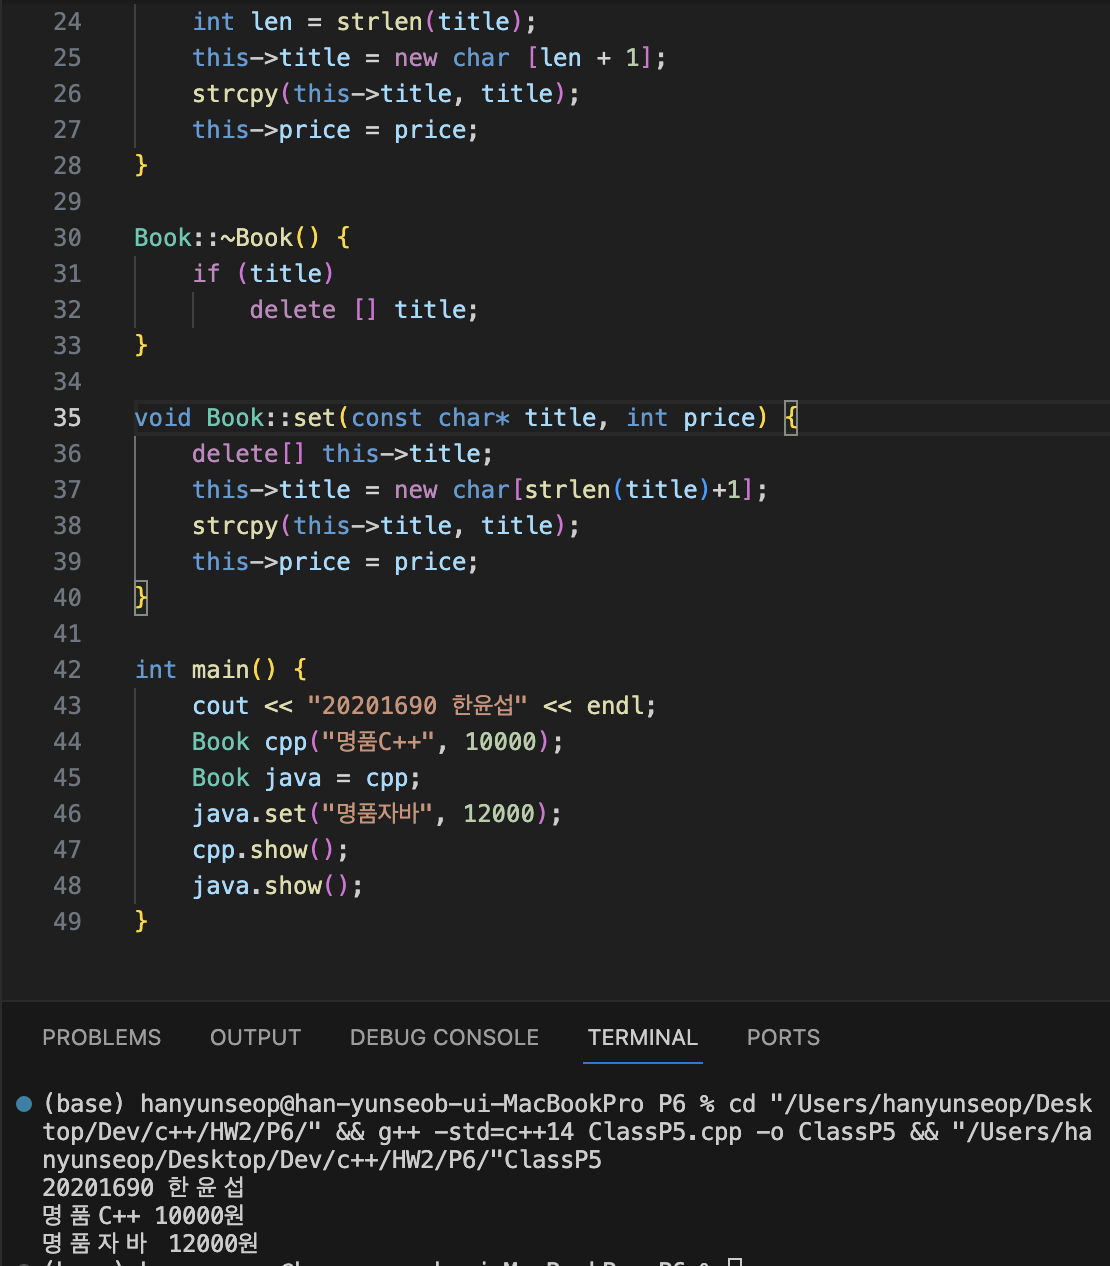 24 int len = strlen(title);
25 this->title = new char [len + 1];
26 strcpy(this->title, title);
27 this->price = price;
28 }
29
30 Book::~Book() {
31 if (title)
32 delete [] title;
33 }
34
35 void Book::set(const char* title, int price) {
36 delete[] this->title;
37 this->title = new char[strlen(title)+1];
38 strcpy(this->title, title);
39 this->price = price;
40 }
41
42 int main() {
43 cout << "20201690 한윤섭" << endl;
44 Book cpp("명품C++", 10000);
45 Book java = cpp;
46 java.set("명품자바", 12000);
47 cpp.show();
48 java.show();
49 }
PROBLEMS OUTPUT DEBUG CONSOLE TERMINAL PORTS
(base) hanyunseop@han-yunseob-ui-MacBookPro P6 % cd "/Users/hanyunseop/Desk
top/Dev/c++/HW2/P6/" && g++ -std=c++14 ClassP5.cpp -o ClassP5 && "/Users/ha
nyunseop/Desktop/Dev/c++/HW2/P6/"ClassP5
20201690 한윤섭
명품C++ 10000원
명품자바 12000원